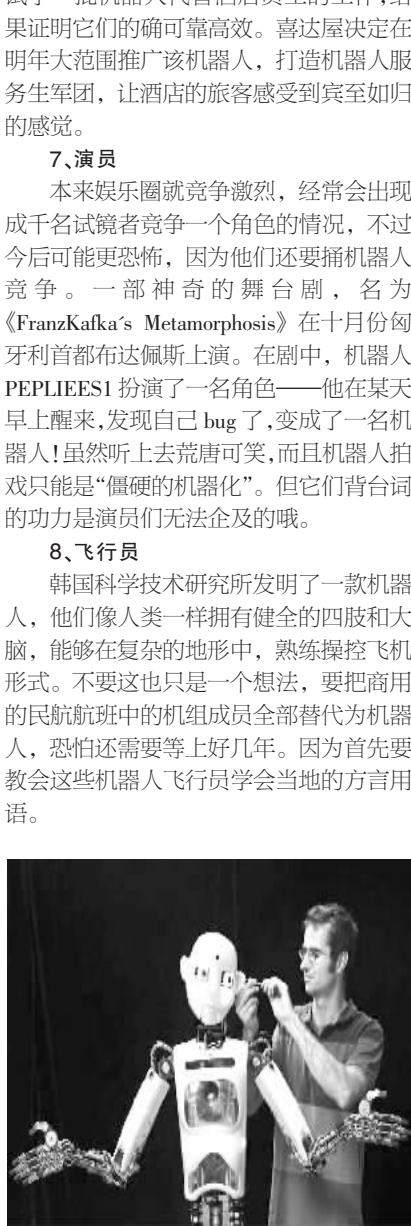 果证明它们的确可靠高效。喜达屋决定在
明年大范围推广该机器人，打造机器人服
务生军团，让酒店的旅客感受到宾至如归
的感觉。
7、演员
本来娱乐圈就竞争激烈，经常会出现
成千名试镜者竞争一个角色的情况，不过
今后可能更恐怖，因为他们还要捅机器人
竞争。一部神奇的舞台剧，名为
《FranzKafka´s Metamorphosis》在十月份匈
牙利首都布达佩斯上演。在剧中，机器人
PEPLIEES1 扮演了一名角色——他在某天
早上醒来,发现自己 bug 了,变成了一名机
器人!虽然听上去荒唐可笑,而且机器人拍
戏只能是“僵硬的机器化”。但它们背台词
的功力是演员们无法企及的哦。
8、飞行员
韩国科学技术研究所发明了一款机器
人，他们像人类一样拥有健全的四肢和大
脑，能够在复杂的地形中，熟练操控飞机
形式。不要这也只是一个想法，要把商用
的民航航班中的机组成员全部替代为机器
人，恐怕还需要等上好几年。因为首先要
教会这些机器人飞行员学会当地的方言用
语。